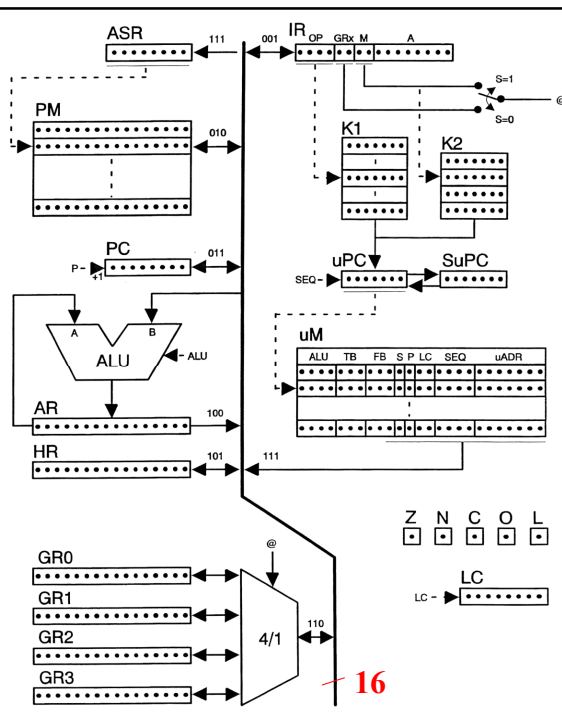 ASR
111
001
IR
OP
GRx
M
A
S=1
S=0
@
PM
010
K1
K2
PC
P
+1
011
uPC
SuPC
SEQ
A
B
ALU
ALU
uM
ALU
TB
FB
S
P
LC
SEQ
uADR
AR
100
HR
101
111
Z
N
C
O
L
@
LC
LC
GR0
GR1
GR2
GR3
4/1
110
16